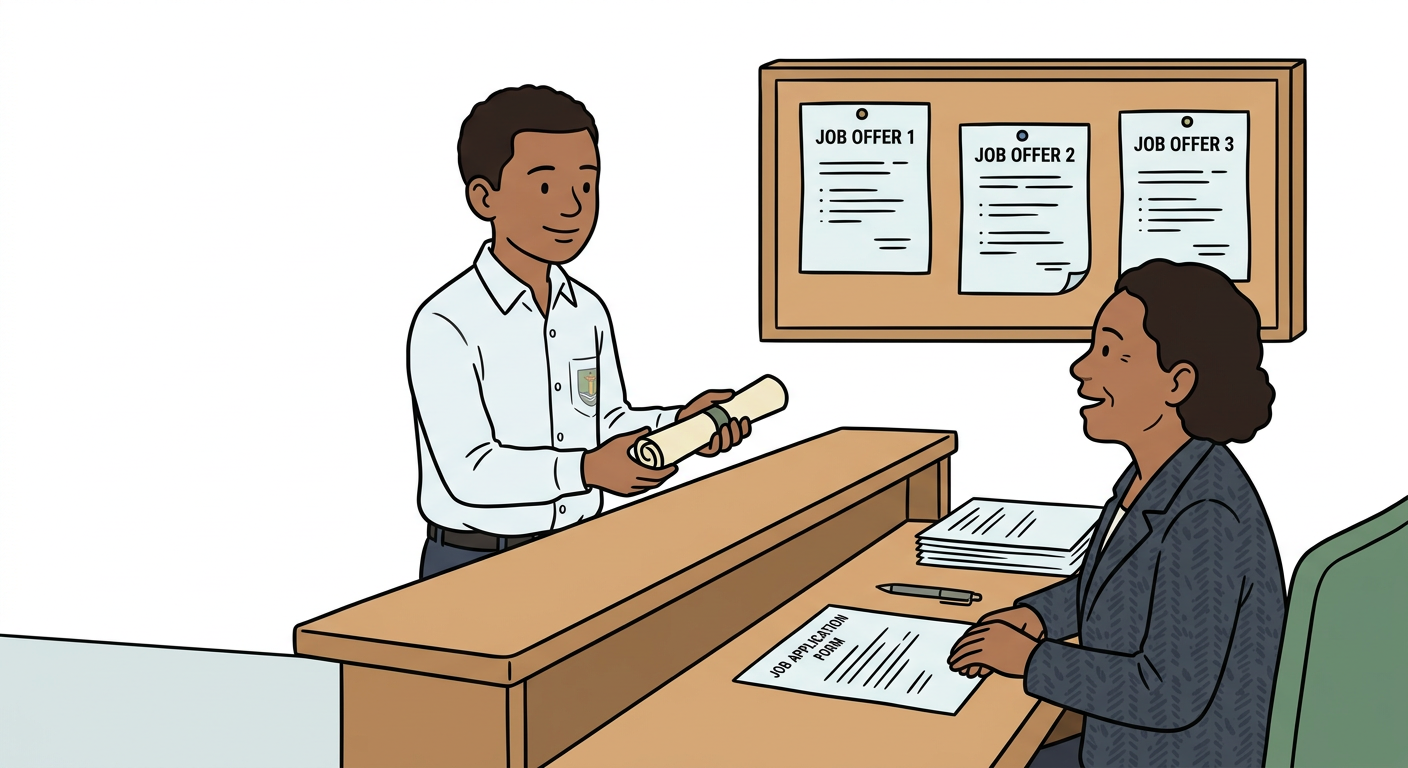 JOB OFFER 1
JOB OFFER 2
JOB OFFER 3
JOB APPLICATION
FORM